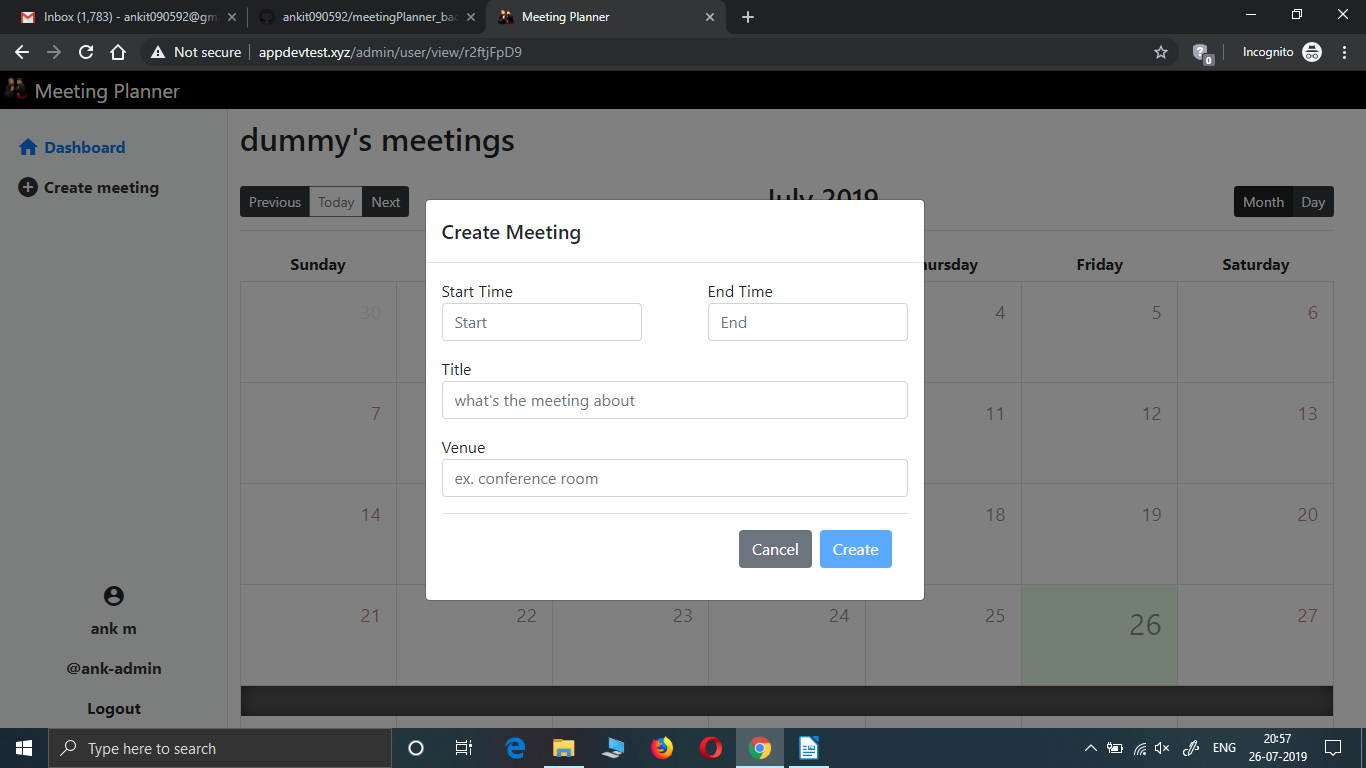 Inbox (1,783) - ankit090592@gm
ankit090592/meetingPlanner_bac
Meeting Planner
Not secure
appdevtest.xyz/admin/user/view/r2ftjFpD9
0
Incognito
Meeting Planner
Dashboard
Create meeting
dummy's meetings
Previous Today Next
July 2019
Month Day
Sunday
Friday Saturday
30 4 5 6
7 11 12 13
14 18 19 20
21 22 23 24 25 26 27
Create Meeting
Start Time End Time
Start End
Title
what's the meeting about
Venue
ex. conference room
Cancel Create
ank m
@ank-admin
Logout
Type here to search
ENG
20:57
26-07-2019